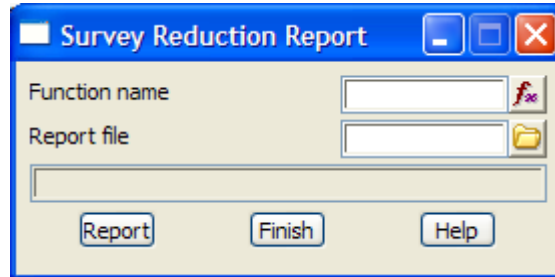 Survey Reduction Report
Function name
Report file
Report Finish Help